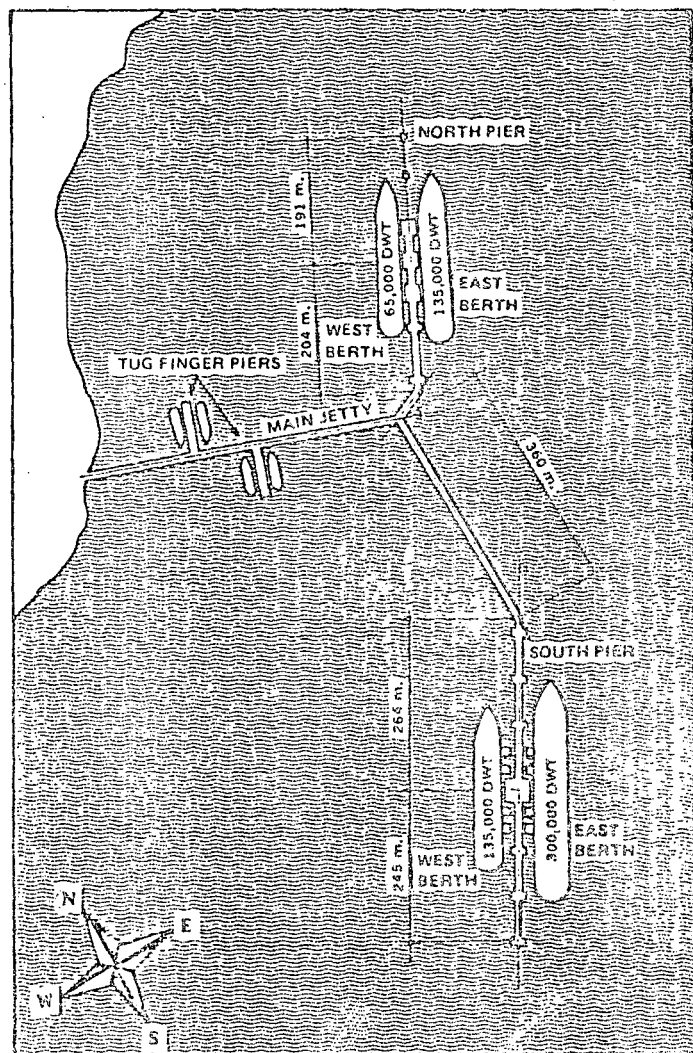 NORTH PIER
191 m.
65,000 DWT
135,000 DWT
EAST
BERTH
204 m.
WEST
BERTH
TUG FINGER PIERS
MAIN JETTY
360 m.
SOUTH PIER
264 m.
135,000 DWT
300,000 DWT
EAST
BERTH
WEST
BERTH
245 m.
N
E
W
S